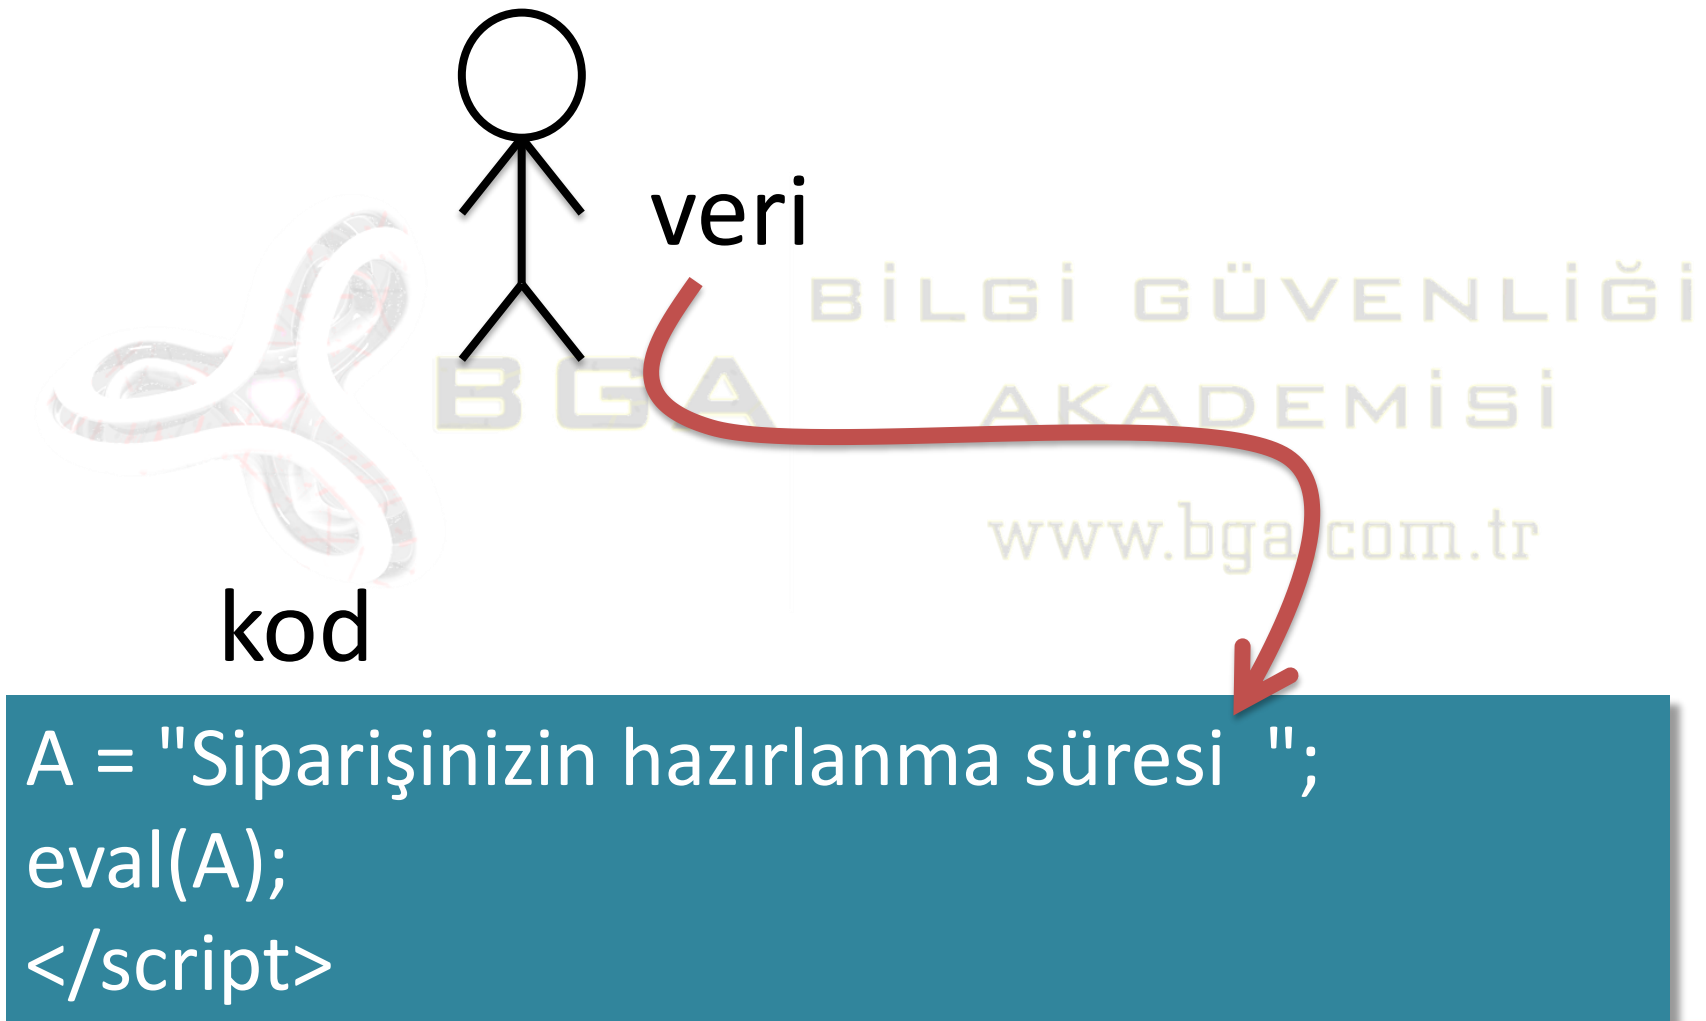 veri
BİLGİ GÜVENLİĞİ
BGA
AKADEMİSİ
www.bga.com.tr
kod
A = "Siparişinizin hazırlanma süresi ";
eval(A);
</script>